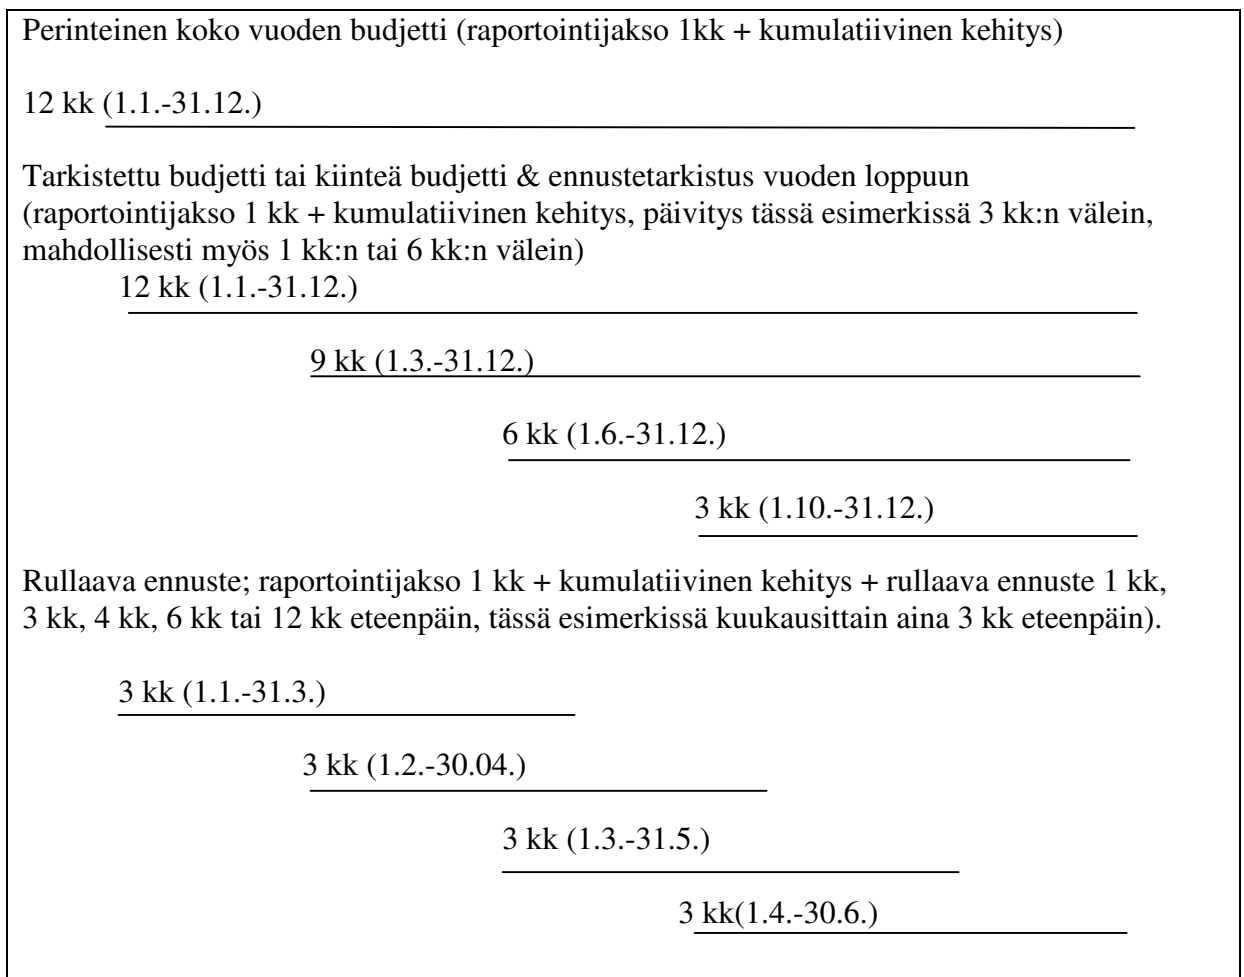 Perinteinen koko vuoden budjetti (raportointijakso 1kk + kumulatiivinen kehitys)
12 kk (1.1.-31.12.)
Tarkistettu budjetti tai kiinteä budjetti & ennustetarkistus vuoden loppuun
(raportointijakso 1 kk + kumulatiivinen kehitys, päivitys tässä esimerkissä 3 kk:n välein,
mahdollisesti myös 1 kk:n tai 6 kk:n välein)
12 kk (1.1.-31.12.)
9 kk (1.3.-31.12.)
6 kk (1.6.-31.12.)
3 kk (1.10.-31.12.)
Rullaava ennuste; raportointijakso 1 kk + kumulatiivinen kehitys + rullaava ennuste 1 kk,
3 kk, 4 kk, 6 kk tai 12 kk eteenpäin, tässä esimerkissä kuukausittain aina 3 kk eteenpäin).
3 kk (1.1.-31.3.)
3 kk (1.2.-30.04.)
3 kk (1.3.-31.5.)
3 kk(1.4.-30.6.)